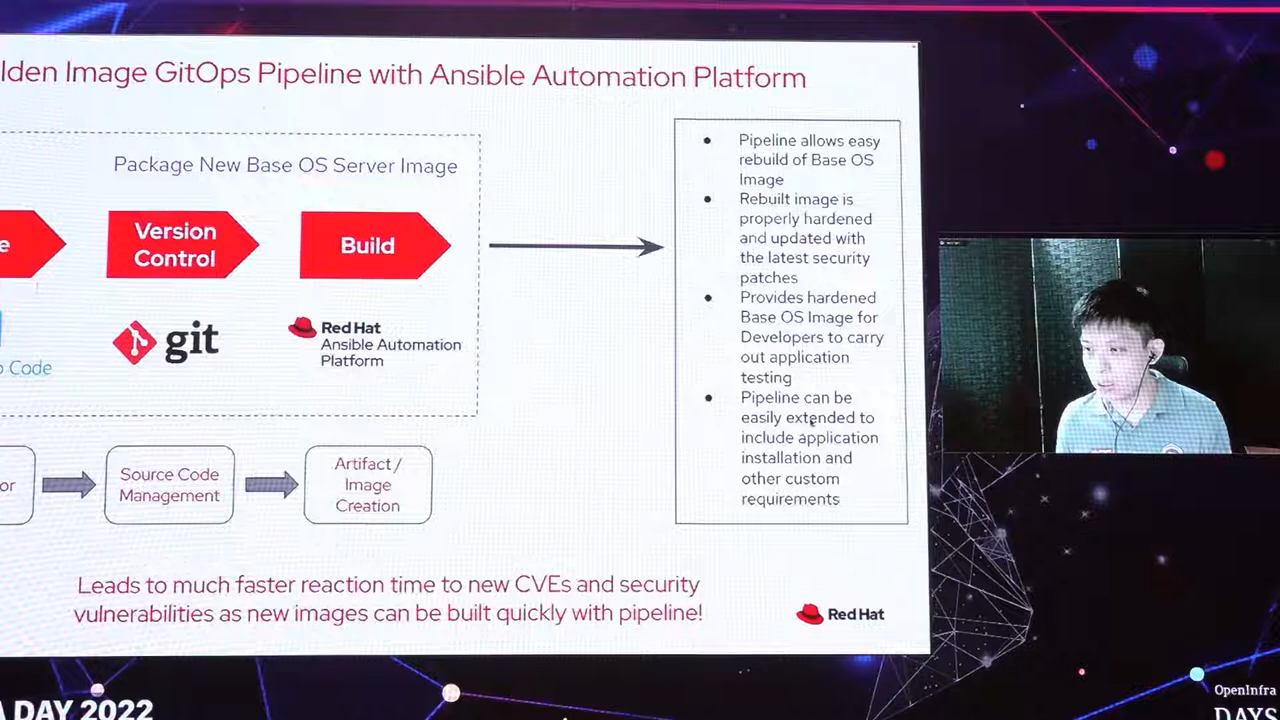 lden Image GitOps Pipeline with Ansible Automation Platform
Package New Base OS Server Image
e
Version
Control
Build
git
Red Hat
Ansible Automation
Platform
o Code
or
Source Code
Management
Artifact /
Image
Creation
• Pipeline allows easy
rebuild of Base OS
Image
• Rebuilt image is
properly hardened
and updated with
the latest security
patches
• Provides hardened
Base OS Image for
Developers to carry
out application
testing
• Pipeline can be
easily extended to
include application
installation and
other custom
requirements
Leads to much faster reaction time to new CVEs and security
vulnerabilities as new images can be built quickly with pipeline!
Red Hat
A DAY 2022
OpenInfra
DAYS